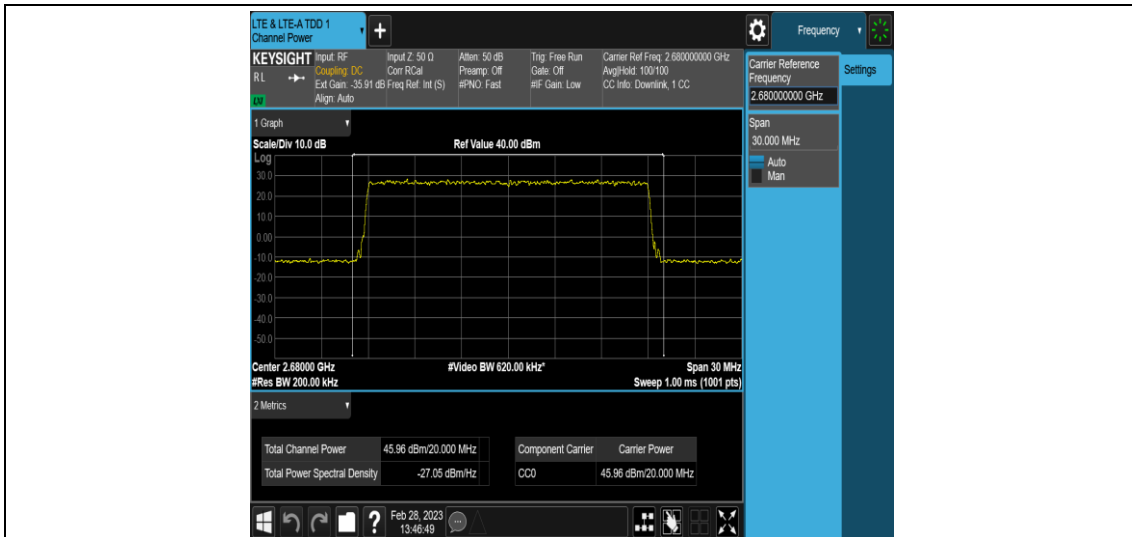 LTE & LTE-A TDD 1
Channel Power
+
Frequency
KEYSIGHT
RL
LXI
Input: RF
Coupling: DC
Ext Gain: -35.91 dB
Align: Auto
Input Z: 50 Ω
Corr RCal
Freq Ref: Int (S)
Atten: 50 dB
Preamp: Off
#PNO: Fast
Trig: Free Run
Gate: Off
#IF Gain: Low
Carrier Ref Freq: 2.680000000 GHz
Avg|Hold: 100/100
CC Info: Downlink, 1 CC
Carrier Reference
Frequency
2.680000000 GHz
Settings
Span
30.000 MHz
Auto
Man
1 Graph
Scale/Div 10.0 dB
Ref Value 40.00 dBm
Log
30.0
20.0
10.0
0.00
-10.0
-20.0
-30.0
-40.0
-50.0
Center 2.68000 GHz
#Video BW 620.00 kHz*
Span 30 MHz
#Res BW 200.00 kHz
Sweep 1.00 ms (1001 pts)
2 Metrics
Total Channel Power 45.96 dBm/20.000 MHz
Total Power Spectral Density -27.05 dBm/Hz
Component Carrier Carrier Power
CC0 45.96 dBm/20.000 MHz
?
Feb 28, 2023
13:46:49